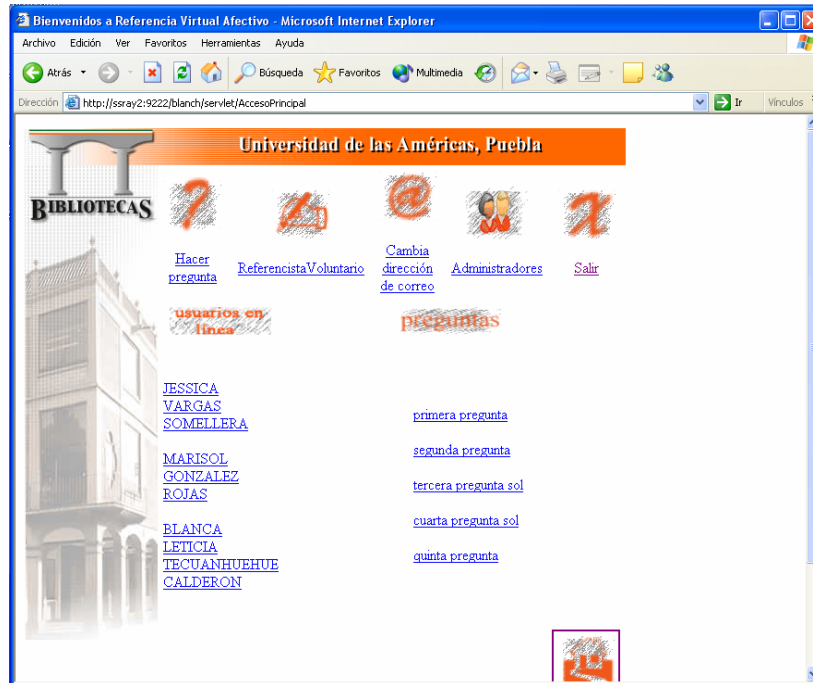 Bienvenidos a Referencia Virtual Afectivo - Microsoft Internet Explorer
Archivo Edición Ver Favoritos Herramientas Ayuda
Atrás Búsqueda Favoritos Multimedia
Dirección http://ssray2:9222/blanch/servlet/AccesoPrincipal Ir Vínculos
Universidad de las Américas, Puebla
BIBLIOTECAS
Hacer
pregunta
ReferencistaVoluntario
Cambia
dirección
de correo
Administradores
Salir
usuarios en
línea
preguntas
JESSICA
VARGAS
SOMELLERA
MARISOL
GONZALEZ
ROJAS
BLANCA
LETICIA
TECUANHUEHUE
CALDERON
primera pregunta
segunda pregunta
tercera pregunta sol
cuarta pregunta sol
quinta pregunta